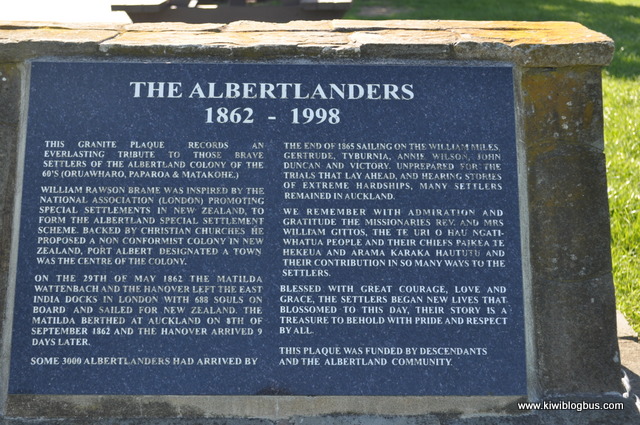 THE ALBERTLANDERS
1862 - 1998
THIS GRANITE PLAQUE RECORDS AN
EVERLASTING TRIBUTE TO THOSE BRAVE
SETTLERS OF THE ALBERTLAND COLONY OF THE
60'S (ORUAWHARO, PAPAROA & MATAKOHE.)
WILLIAM RAWSON BRAME WAS INSPIRED BY THE
NATIONAL ASSOCIATION (LONDON) PROMOTING
SPECIAL SETTLEMENTS IN NEW ZEALAND, TO
FORM THE ALBERTLAND SPECIAL SETTLEMENT
SCHEME. BACKED BY CHRISTIAN CHURCHES HE
PROPOSED A NON CONFORMIST COLONY IN NEW
ZEALAND, PORT ALBERT DESIGNATED A TOWN
WAS THE CENTRE OF THE COLONY.
ON THE 29TH OF MAY 1862 THE MATILDA
WATTENBACH AND THE HANOVER LEFT THE EAST
INDIA DOCKS IN LONDON WITH 688 SOULS ON
BOARD AND SAILED FOR NEW ZEALAND. THE
MATILDA BERTHED AT AUCKLAND ON 8TH OF
SEPTEMBER 1862 AND THE HANOVER ARRIVED 9
DAYS LATER.
SOME 3000 ALBERTLANDERS HAD ARRIVED BY
THE END OF 1865 SAILING ON THE WILLIAM MILES,
GERTRUDE, TYBURNIA, ANNIE WILSON, JOHN
DUNCAN AND VICTORY. UNPREPARED FOR THE
TRIALS THAT LAY AHEAD, AND HEARING STORIES
OF EXTREME HARDSHIPS, MANY SETTLERS
REMAINED IN AUCKLAND.
WE REMEMBER WITH ADMIRATION AND
GRATITUDE THE MISSIONARIES REV. AND MRS
WILLIAM GITTOS, THE TE URI O HAU NGATI-
WHATUA PEOPLE AND THEIR CHIEFS PAIKEA TE
HEKEUA AND ARAMA KARAKA HAUTUTU AND
THEIR CONTRIBUTION IN SO MANY WAYS TO THE
SETTLERS.
BLESSED WITH GREAT COURAGE, LOVE AND
GRACE, THE SETTLERS BEGAN NEW LIVES THAT
BLOSSOMED TO THIS DAY, THEIR STORY IS A
TREASURE TO BEHOLD WITH PRIDE AND RESPECT
BY ALL.
THIS PLAQUE WAS FUNDED BY DESCENDANTS
AND THE ALBERTLAND COMMUNITY.
www.kiwiblogbus.com